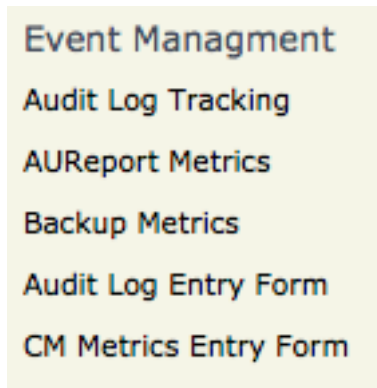 Event Managment
Audit Log Tracking
AUReport Metrics
Backup Metrics
Audit Log Entry Form
CM Metrics Entry Form